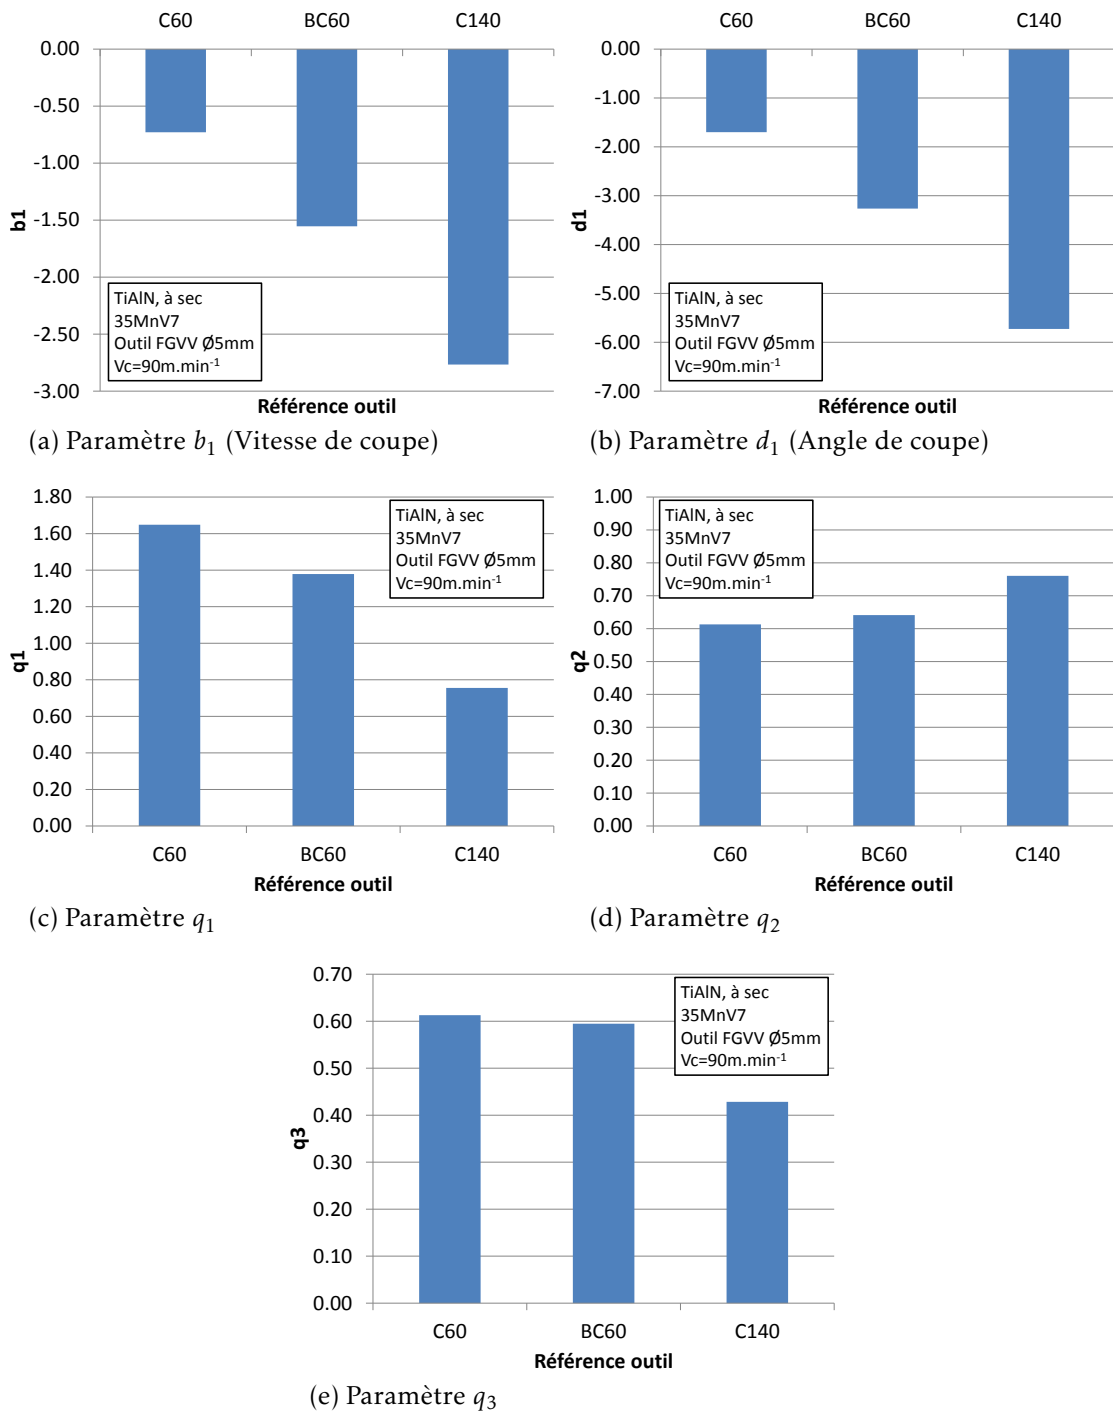 C60 BC60 C140
0.00
-0.50
-1.00
-1.50
-2.00
-2.50
-3.00
b1
TiAlN, à sec
35MnV7
Outil FGVV Ø5mm
Vc=90m.min⁻¹
Référence outil
(a) Paramètre b₁ (Vitesse de coupe)
C60 BC60 C140
0.00
-1.00
-2.00
-3.00
-4.00
-5.00
-6.00
-7.00
d1
TiAlN, à sec
35MnV7
Outil FGVV Ø5mm
Vc=90m.min⁻¹
Référence outil
(b) Paramètre d₁ (Angle de coupe)
1.80
1.60
1.40
1.20
1.00
0.80
0.60
0.40
0.20
0.00
q1
TiAlN, à sec
35MnV7
Outil FGVV Ø5mm
Vc=90m.min⁻¹
C60 BC60 C140
Référence outil
(c) Paramètre q₁
1.00
0.90
0.80
0.70
0.60
0.50
0.40
0.30
0.20
0.10
0.00
q2
TiAlN, à sec
35MnV7
Outil FGVV Ø5mm
Vc=90m.min⁻¹
C60 BC60 C140
Référence outil
(d) Paramètre q₂
0.70
0.60
0.50
0.40
0.30
0.20
0.10
0.00
q3
TiAlN, à sec
35MnV7
Outil FGVV Ø5mm
Vc=90m.min⁻¹
C60 BC60 C140
Référence outil
(e) Paramètre q₃